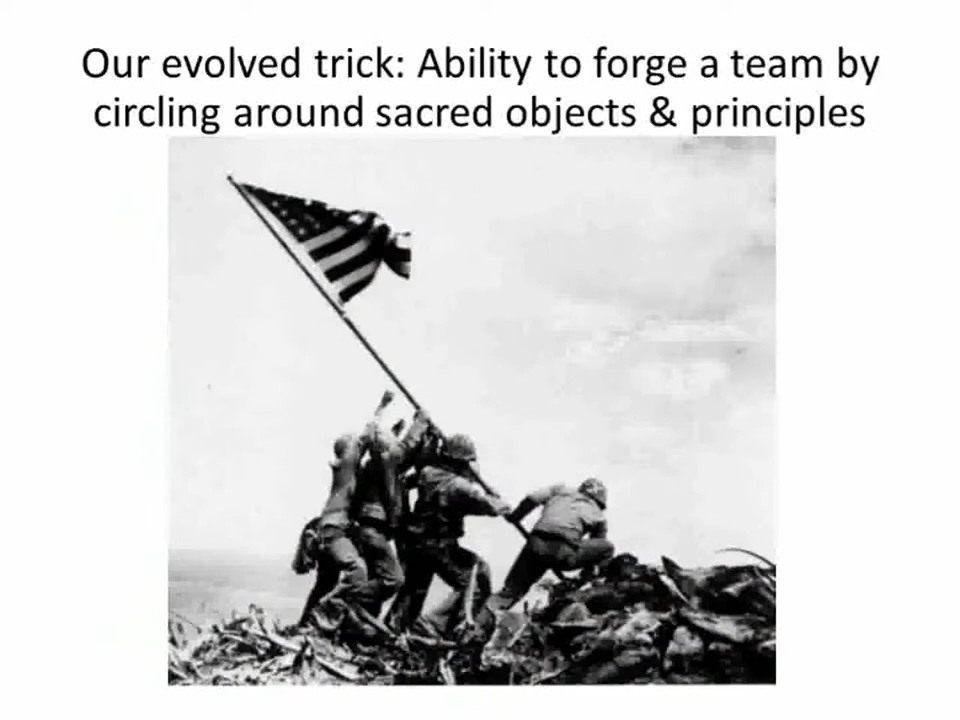 Our evolved trick: Ability to forge a team by
circling around sacred objects & principles